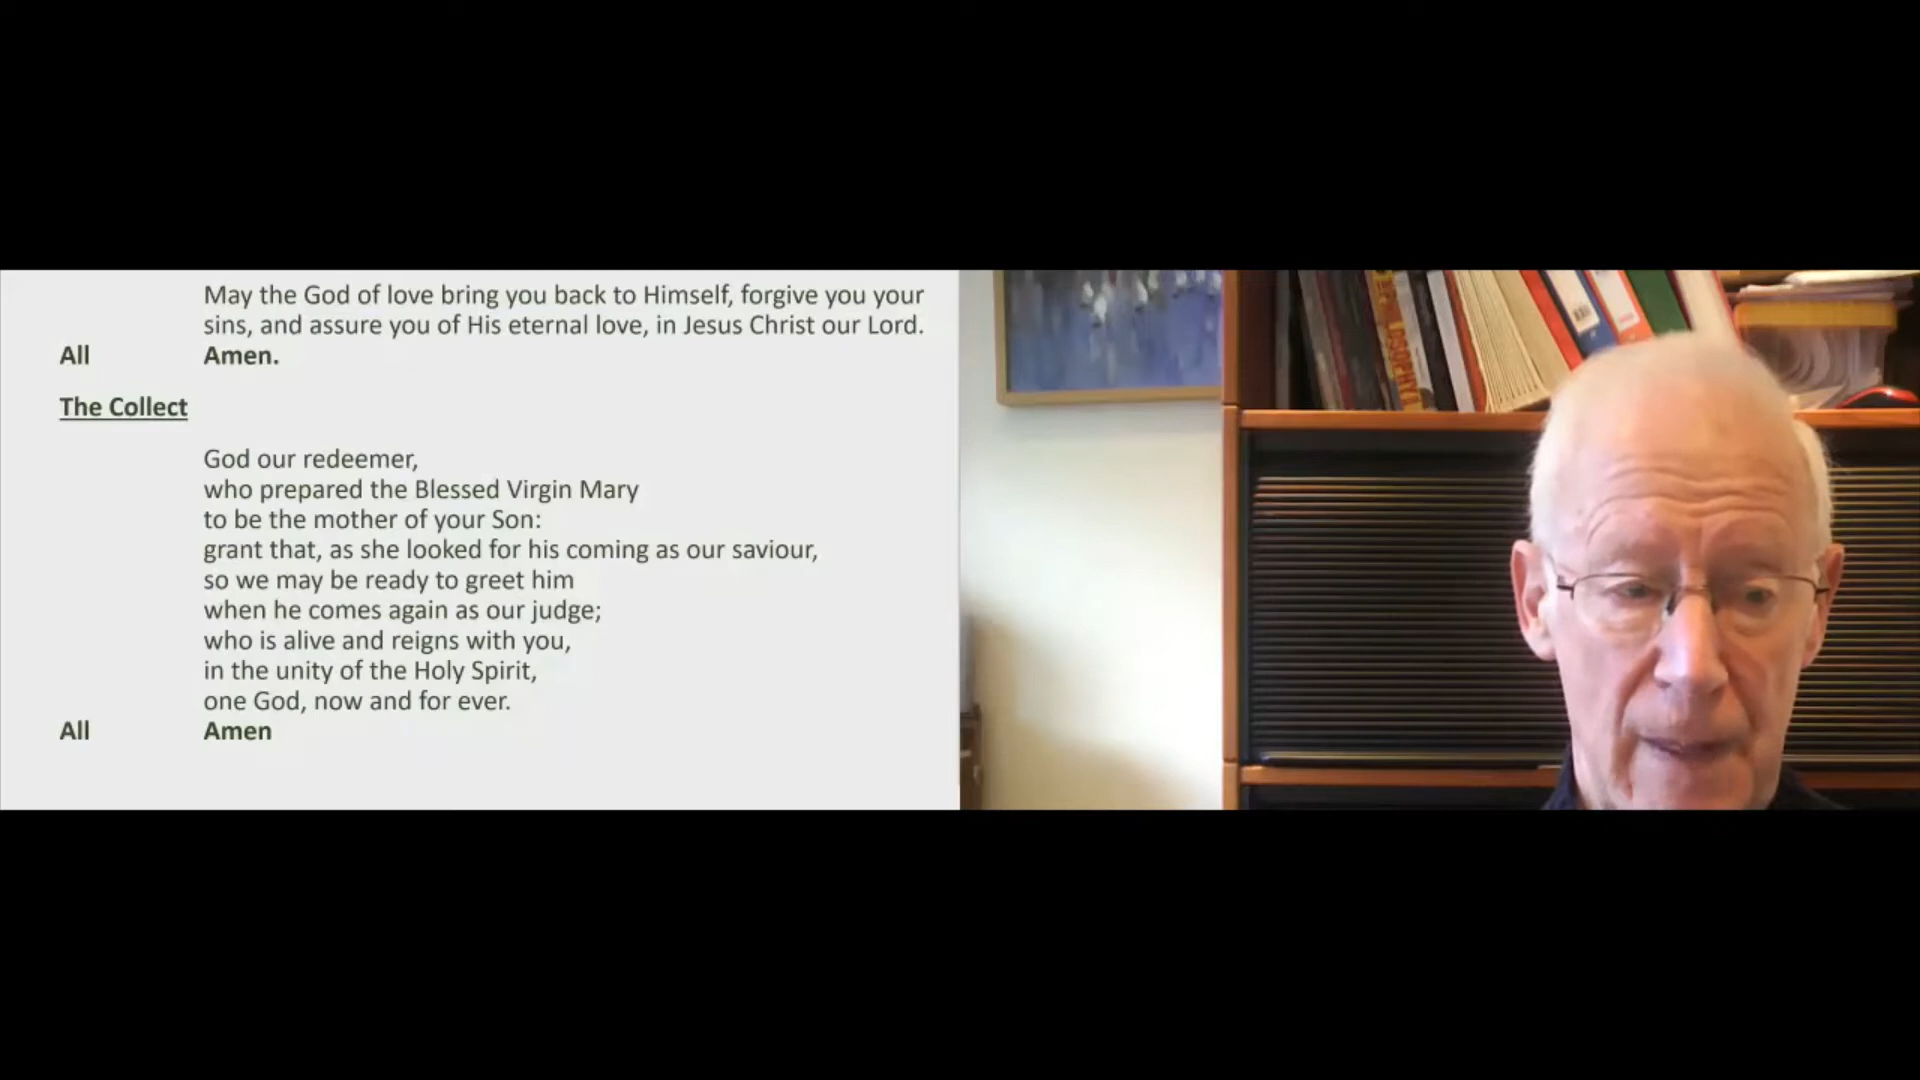 May the God of love bring you back to Himself, forgive you your
sins, and assure you of His eternal love, in Jesus Christ our Lord.
All Amen.
The Collect
God our redeemer,
who prepared the Blessed Virgin Mary
to be the mother of your Son:
grant that, as she looked for his coming as our saviour,
so we may be ready to greet him
when he comes again as our judge;
who is alive and reigns with you,
in the unity of the Holy Spirit,
one God, now and for ever.
All Amen